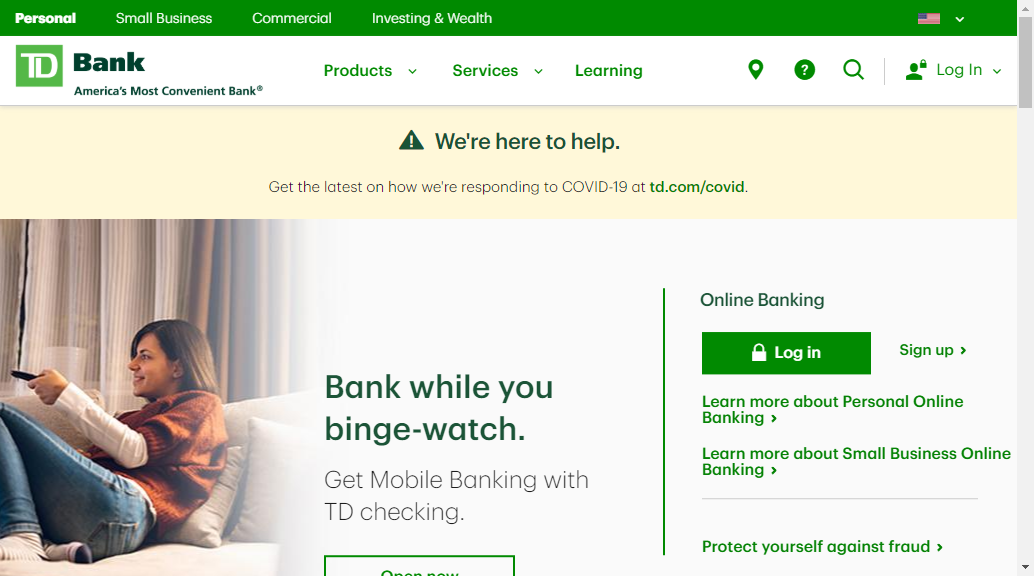 Personal Small Business Commercial Investing & Wealth
TD Bank
America's Most Convenient Bank®
Products Services Learning ? Log In
We're here to help.
Get the latest on how we're responding to COVID-19 at td.com/covid.
Bank while you
binge-watch.
Get Mobile Banking with
TD checking.
Open now
Online Banking
Log in Sign up
Learn more about Personal Online
Banking
Learn more about Small Business Online
Banking
Protect yourself against fraud